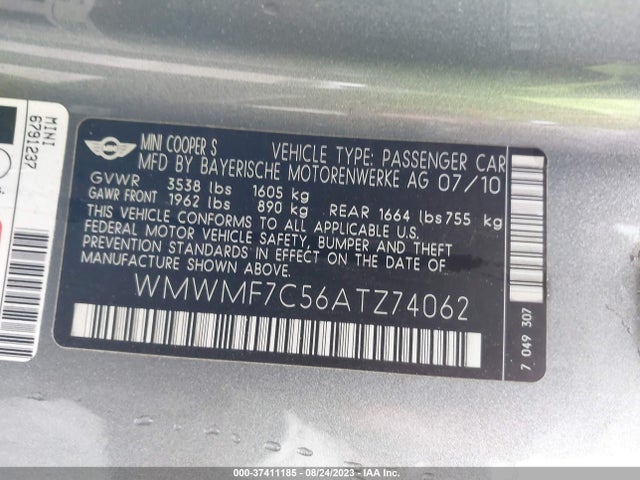 MINI
6791237
MINI COOPER S
VEHICLE TYPE: PASSENGER CAR
MFD BY BAYERISCHE MOTORENWERKE AG 07/10
GVWR 3538 lbs 1605 kg
GAWR FRONT 1962 lbs 890 kg REAR 1664 lbs 755 kg
THIS VEHICLE CONFORMS TO ALL APPLICABLE U.S.
FEDERAL MOTOR VEHICLE SAFETY, BUMPER AND THEFT
PREVENTION STANDARDS IN EFFECT ON THE DATE OF
MANUFACTURE SHOWN ABOVE.
WMWMF7C56ATZ74062
7 049 307
000-37411185 - 08/24/2023 - IAA Inc.